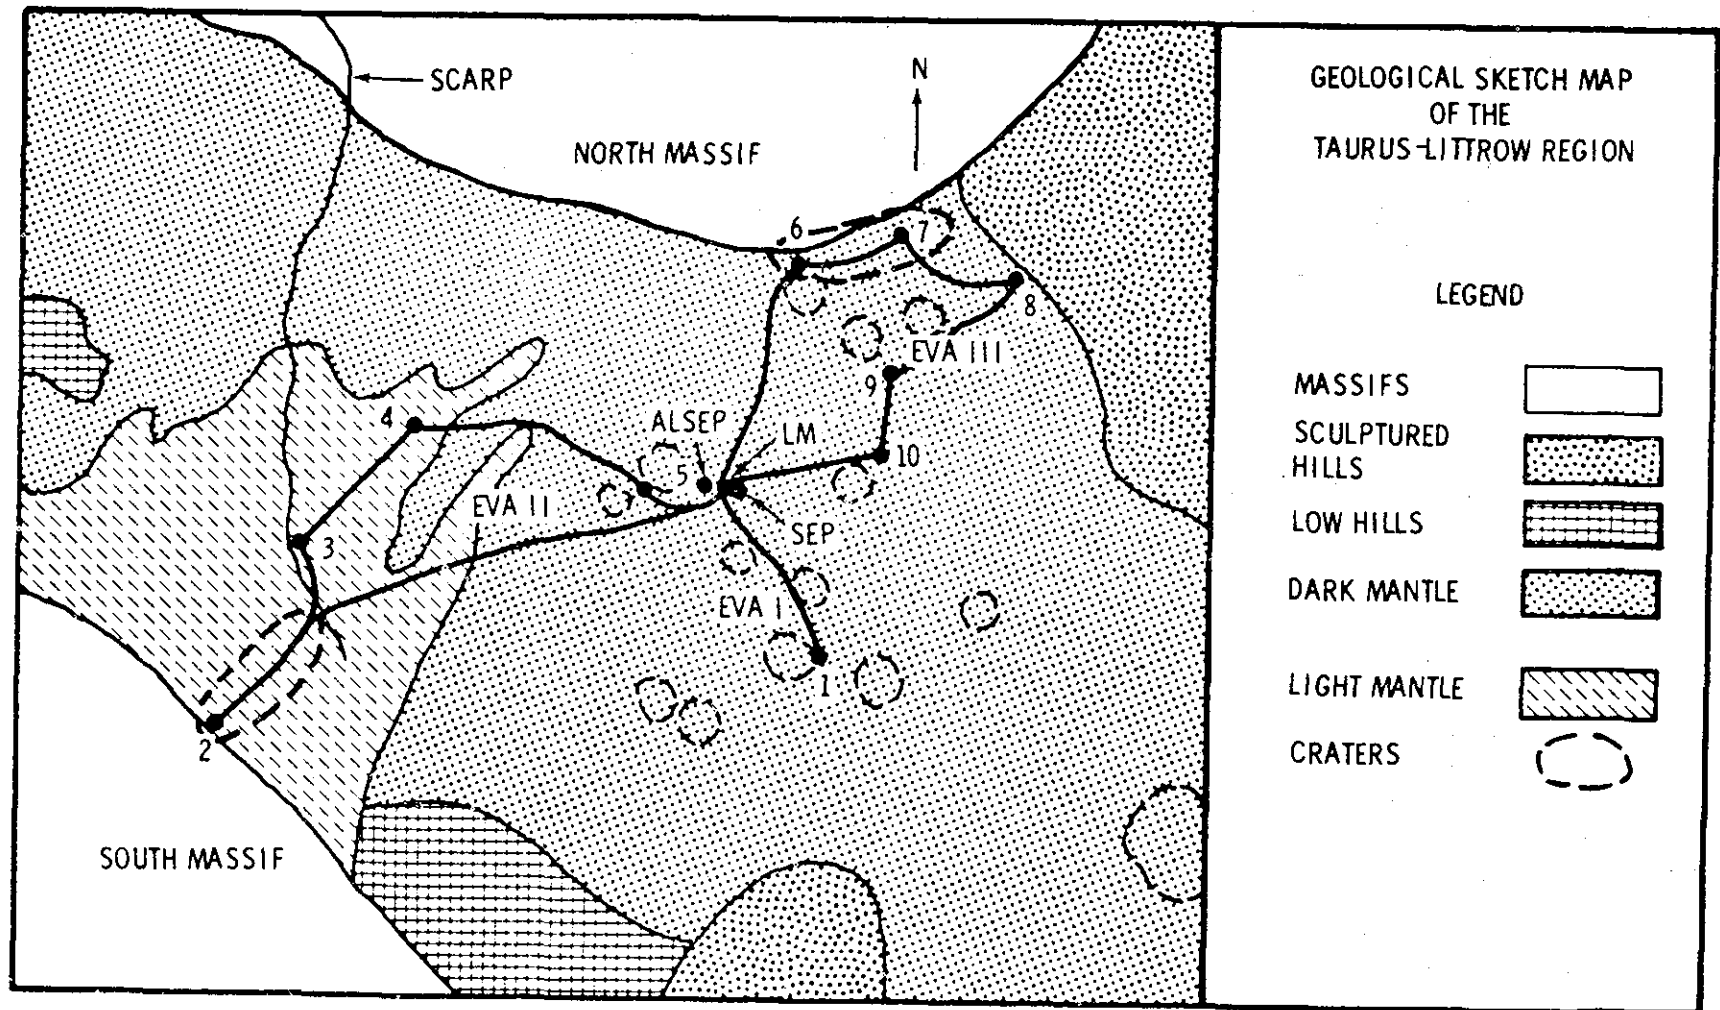 SCARP
N
NORTH MASSIF
6
7
8
EVA III
9
4
ALSEP
LM
10
5
EVA II
SEP
3
EVA I
1
2
SOUTH MASSIF
GEOLOGICAL SKETCH MAP
OF THE
TAURUS-LITTROW REGION
LEGEND
MASSIFS
SCULPTURED
HILLS
LOW HILLS
DARK MANTLE
LIGHT MANTLE
CRATERS